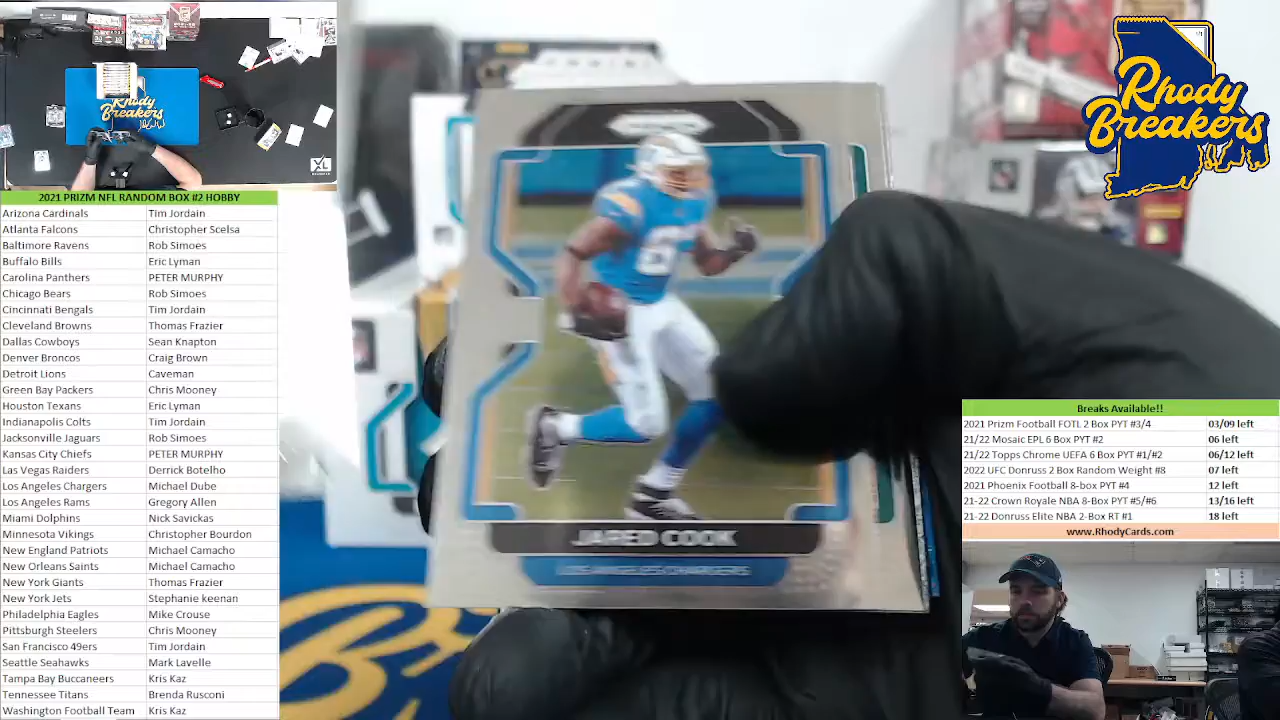 2021 PRIZM NFL RANDOM BOX #2 HOBBY
Arizona Cardinals Tim Jordain
Atlanta Falcons Christopher Scelsa
Baltimore Ravens Rob Simoes
Buffalo Bills Eric Lyman
Carolina Panthers PETER MURPHY
Chicago Bears Rob Simoes
Cincinnati Bengals Tim Jordain
Cleveland Browns Thomas Frazier
Dallas Cowboys Sean Knapton
Denver Broncos Craig Brown
Detroit Lions Caveman
Green Bay Packers Chris Mooney
Houston Texans Eric Lyman
Indianapolis Colts Tim Jordain
Jacksonville Jaguars Rob Simoes
Kansas City Chiefs PETER MURPHY
Las Vegas Raiders Derrick Botelho
Los Angeles Chargers Michael Dube
Los Angeles Rams Gregory Allen
Miami Dolphins Nick Savickas
Minnesota Vikings Christopher Bourdon
New England Patriots Michael Camacho
New Orleans Saints Michael Camacho
New York Giants Thomas Frazier
New York Jets Stephanie keenan
Philadelphia Eagles Mike Crouse
Pittsburgh Steelers Chris Mooney
San Francisco 49ers Tim Jordain
Seattle Seahawks Mark Lavelle
Tampa Bay Buccaneers Kris Kaz
Tennessee Titans Brenda Rusconi
Washington Football Team Kris Kaz
Rhody
Breakers
XL
JARED COOK
LOS ANGELES CHARGERS
Rhody
Breakers
Breaks Available!!
2021 Prizm Football FOTL 2 Box PYT #3/4 03/09 left
21/22 Mosaic EPL 6 Box PYT #2 06 left
21/22 Topps Chrome UEFA 6 Box PYT #1/#2 06/12 left
2022 UFC Donruss 2 Box Random Weight #8 07 left
2021 Phoenix Football 8-box PYT #4 12 left
21-22 Crown Royale NBA 8-Box PYT #5/#6 13/16 left
21-22 Donruss Elite NBA 2-Box RT #1 18 left
www.RhodyCards.com